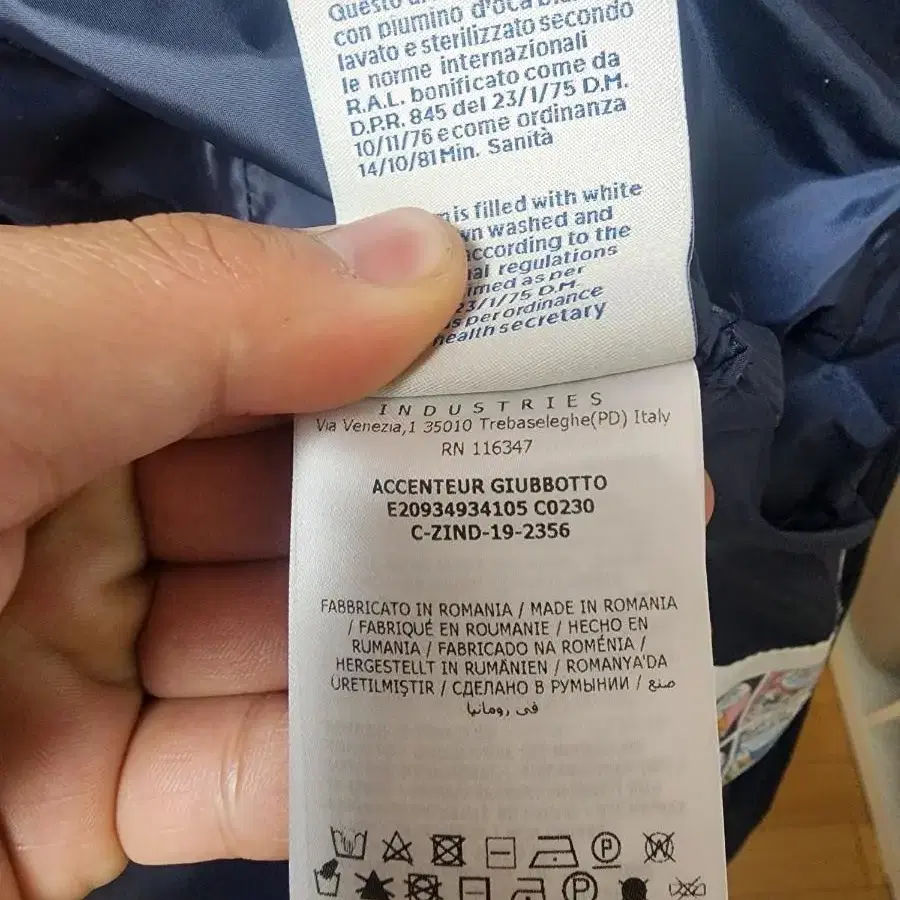 Questo
con piumino d'oca
lavato e sterilizzato secondo
le norme internazionali
R.A.L. bonificato come da
D.P.R. 845 del 23/1/75 D.M.
10/11/76 e come ordinanza
14/10/81 Min. Sanità
is filled with white
washed and
according to the
regulations
as per
23/1/75 D.M.
as per ordinance
health secretary
INDUSTRIES
Via Venezia,1 35010 Trebaseleghe(PD) Italy
RN 116347
ACCENTEUR GIUBBOTTO
E20934934105 C0230
C-ZIND-19-2356
FABBRICATO IN ROMANIA / MADE IN ROMANIA
/ FABRIQUÉ EN ROUMANIE / HECHO EN
RUMANIA / FABRICADO NA ROMÉNIA /
HERGESTELLT IN RUMÄNIEN / ROMANYA'DA
ÜRETILMIŞTIR / СДЕЛАНО В РУМЫНИИ / صنع
فى رومانيا